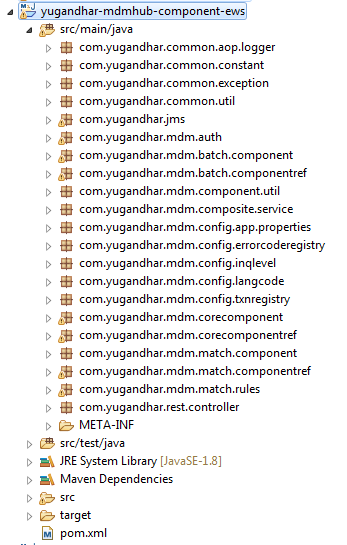 yugandhar-mdmhub-component-ews
src/main/java
com.yugandhar.common.aop.logger
com.yugandhar.common.constant
com.yugandhar.common.exception
com.yugandhar.common.util
com.yugandhar.jms
com.yugandhar.mdm.auth
com.yugandhar.mdm.batch.component
com.yugandhar.mdm.batch.componentref
com.yugandhar.mdm.component.util
com.yugandhar.mdm.composite.service
com.yugandhar.mdm.config.app.properties
com.yugandhar.mdm.config.errorcoderegistry
com.yugandhar.mdm.config.inqlevel
com.yugandhar.mdm.config.langcode
com.yugandhar.mdm.config.txnregistry
com.yugandhar.mdm.corecomponent
com.yugandhar.mdm.corecomponentref
com.yugandhar.mdm.match.component
com.yugandhar.mdm.match.componentref
com.yugandhar.mdm.match.rules
com.yugandhar.rest.controller
META-INF
src/test/java
JRE System Library [JavaSE-1.8]
Maven Dependencies
src
target
pom.xml